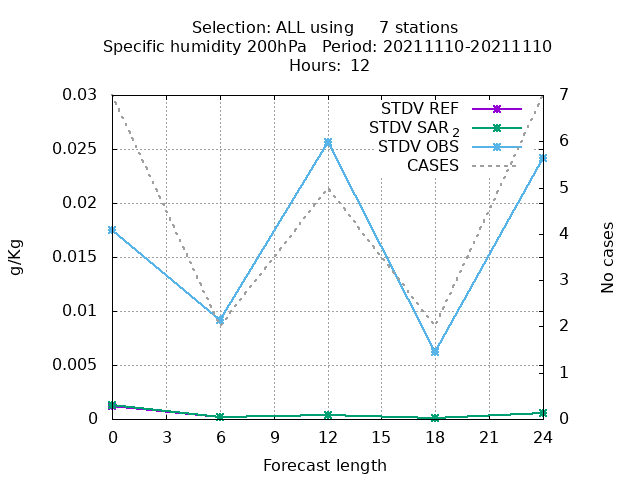 Selection: ALL using     7 stations
Specific humidity 200hPa   Period: 20211110-20211110
Hours: 12
STDV REF
STDV SAR2
STDV OBS
CASES
g/Kg
0.03
0.025
0.02
0.015
0.01
0.005
0
7
6
5
4
3
2
1
0
No cases
0 3 6 9 12 15 18 21 24
Forecast length